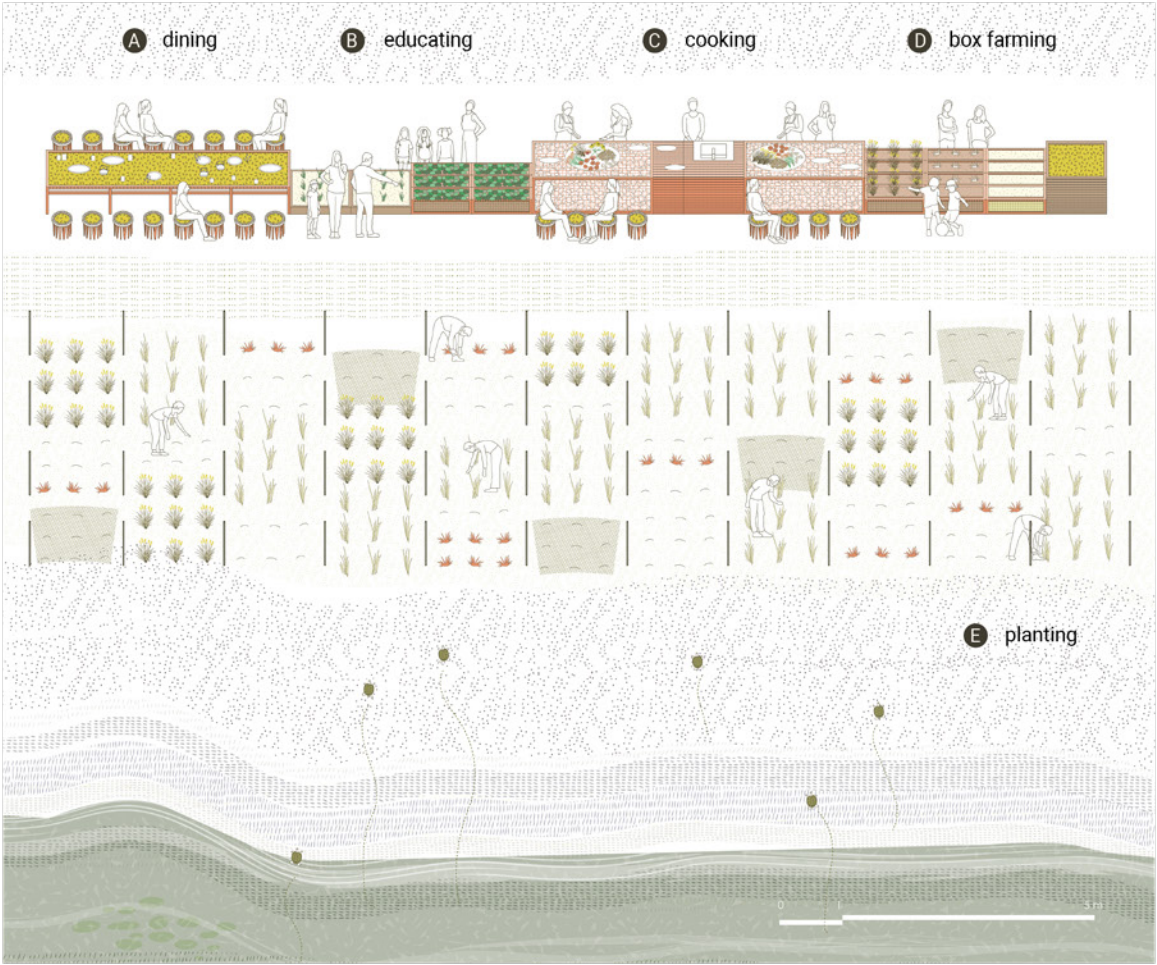 A dining
B educating
C cooking
D box farming
E planting
0 1 5 m